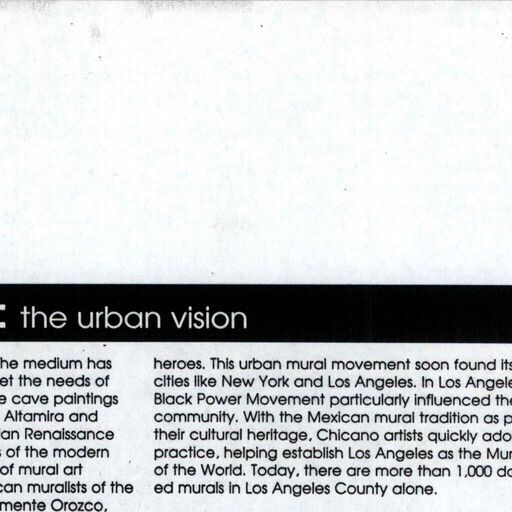 : the urban vision
he medium has
et the needs of
e cave paintings
Altamira and
an Renaissance
s of the modern
of mural art
can muralists of the
mente Orozco,
heroes. This urban mural movement soon found its
cities like New York and Los Angeles. In Los Angele
Black Power Movement particularly influenced the
community. With the Mexican mural tradition as p
their cultural heritage, Chicano artists quickly ado
practice, helping establish Los Angeles as the Mur
of the World. Today, there are more than 1,000 do
ed murals in Los Angeles County alone.